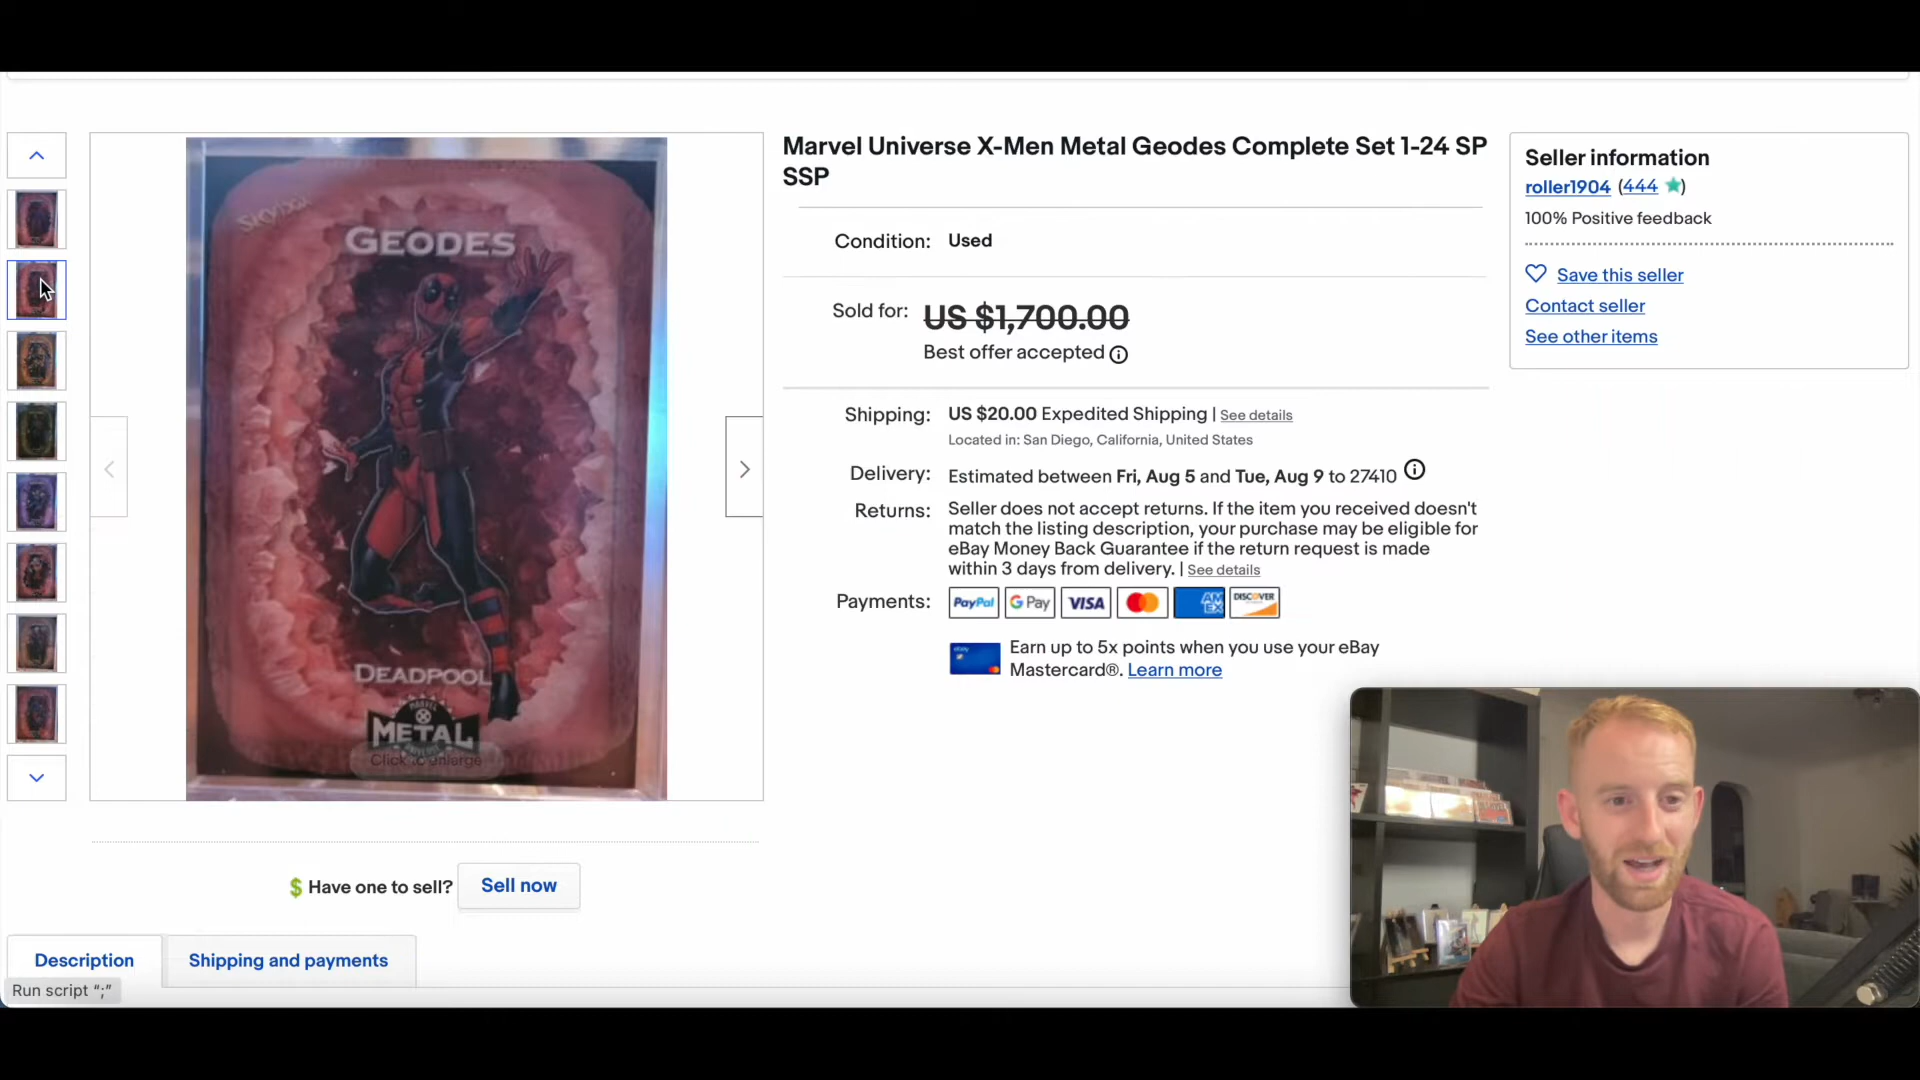 SKYBOX
GEODES
DEADPOOL
MARVEL
METAL
UNIVERSE
Click to enlarge
Marvel Universe X-Men Metal Geodes Complete Set 1-24 SP
SSP
Condition: Used
Sold for: US $1,700.00
Best offer accepted
Shipping: US $20.00 Expedited Shipping | See details
Located in: San Diego, California, United States
Delivery: Estimated between Fri, Aug 5 and Tue, Aug 9 to 27410
Returns: Seller does not accept returns. If the item you received doesn't
match the listing description, your purchase may be eligible for
eBay Money Back Guarantee if the return request is made
within 3 days from delivery. | See details
Payments: PayPal G Pay VISA AM EX DISCOVER
ebay
Earn up to 5x points when you use your eBay
Mastercard®. Learn more
Seller information
roller1904 (444)
100% Positive feedback
Save this seller
Contact seller
See other items
$ Have one to sell? Sell now
Description Shipping and payments
Run script ";"